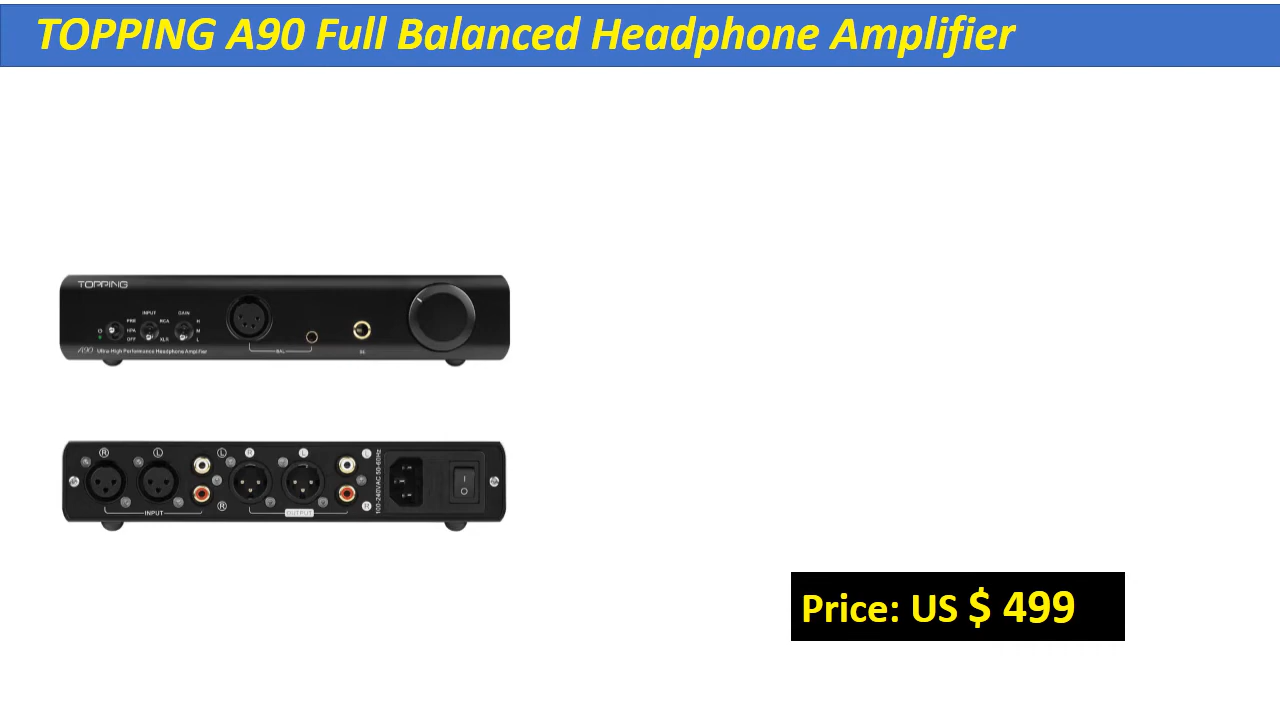 TOPPING A90 Full Balanced Headphone Amplifier
TOPPING
INPUT GAIN
PRE RCA H
HPA M
OFF XLR L
BAL
A90 Ultra High Performance Headphone Amplifier
R L L R L L
INPUT R OUTPUT R
100-240VAC 50-60Hz
Price: US $ 499